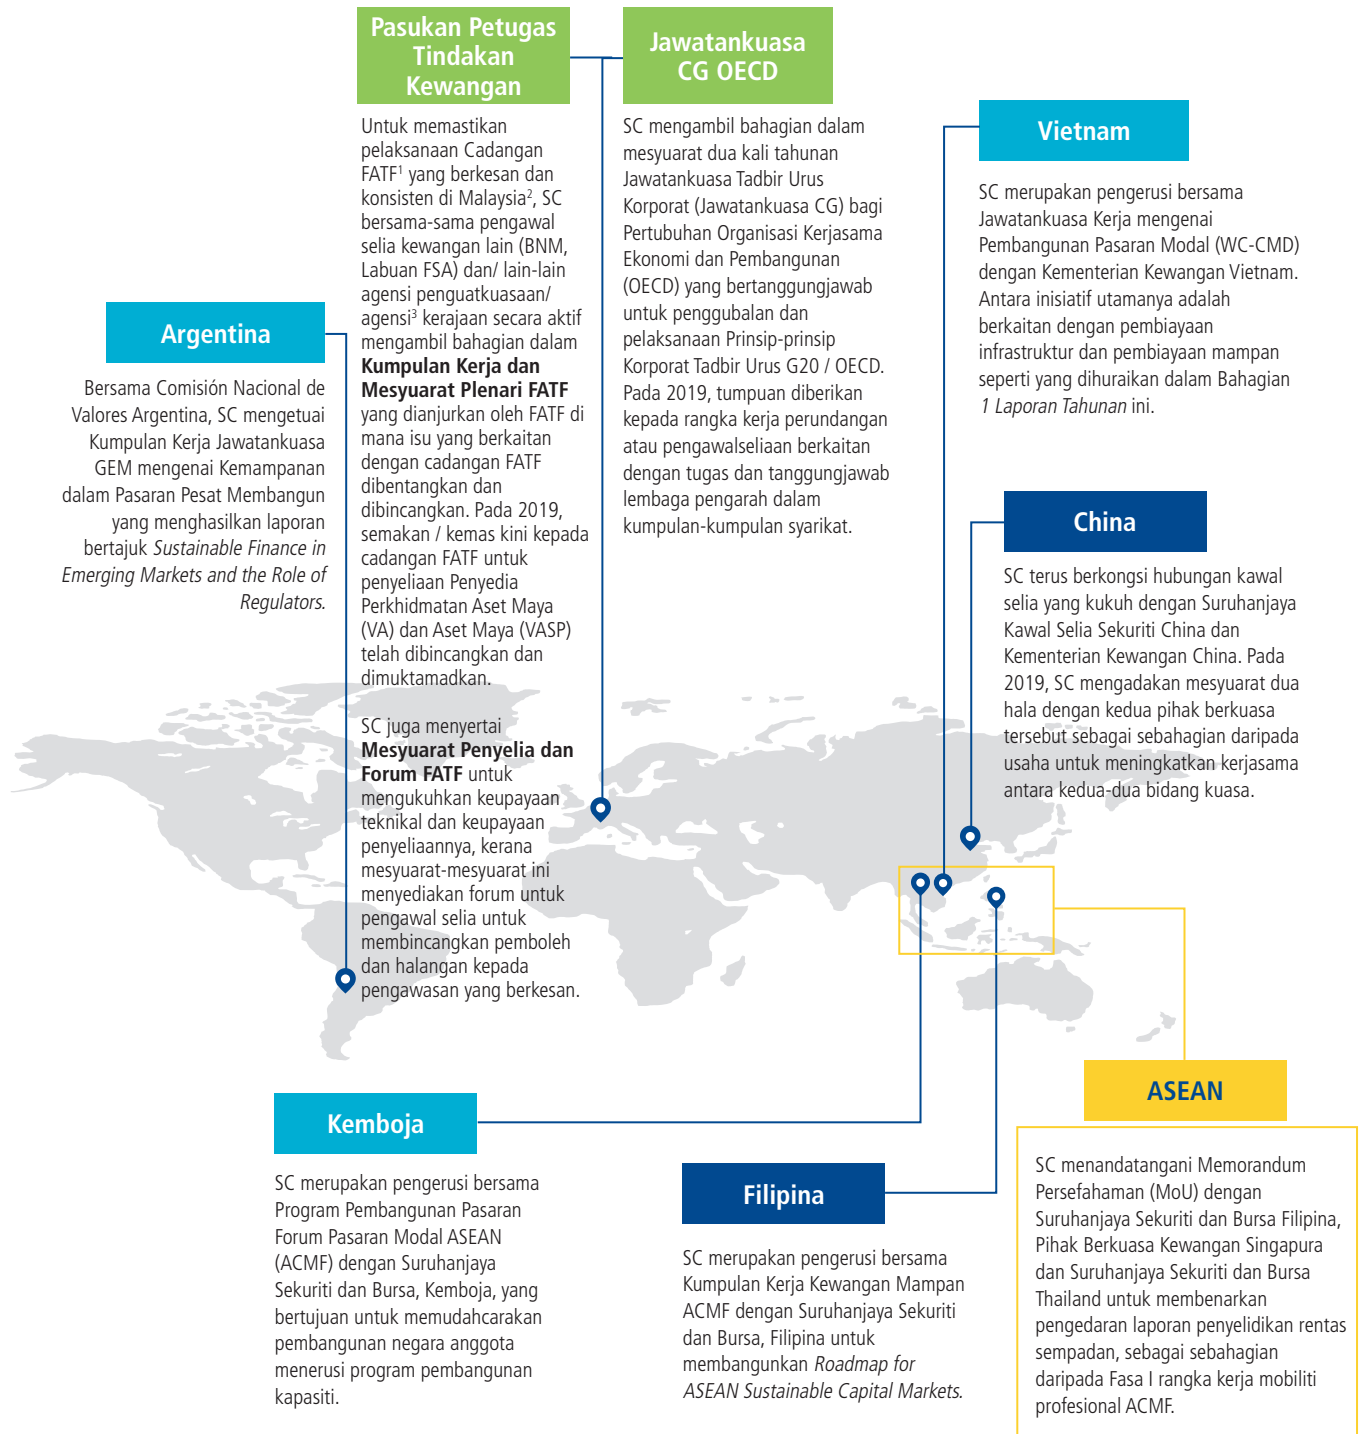 Pasukan Petugas
Tindakan
Kewangan
Untuk memastikan
pelaksanaan Cadangan
FATF¹ yang berkesan dan
konsisten di Malaysia², SC
bersama-sama pengawal
selia kewangan lain (BNM,
Labuan FSA) dan/ lain-lain
agensi penguatkuasaan/
agensi³ kerajaan secara aktif
mengambil bahagian dalam
Kumpulan Kerja dan
Mesyuarat Plenari FATF
yang dianjurkan oleh FATF di
mana isu yang berkaitan
dengan cadangan FATF
dibentangkan dan
dibincangkan. Pada 2019,
semakan / kemas kini kepada
cadangan FATF untuk
penyeliaan Penyedia
Perkhidmatan Aset Maya
(VA) dan Aset Maya (VASP)
telah dibincangkan dan
dimuktamadkan.
SC juga menyertai
Mesyuarat Penyelia dan
Forum FATF untuk
mengukuhkan keupayaan
teknikal dan keupayaan
penyeliaannya, kerana
mesyuarat-mesyuarat ini
menyediakan forum untuk
pengawal selia untuk
membincangkan pemboleh
dan halangan kepada
pengawasan yang berkesan.
Jawatankuasa
CG OECD
SC mengambil bahagian dalam
mesyuarat dua kali tahunan
Jawatankuasa Tadbir Urus
Korporat (Jawatankuasa CG) bagi
Pertubuhan Organisasi Kerjasama
Ekonomi dan Pembangunan
(OECD) yang bertanggungjawab
untuk penggubalan dan
pelaksanaan Prinsip-prinsip
Korporat Tadbir Urus G20 / OECD.
Pada 2019, tumpuan diberikan
kepada rangka kerja perundangan
atau pengawalseliaan berkaitan
dengan tugas dan tanggungjawab
lembaga pengarah dalam
kumpulan-kumpulan syarikat.
Vietnam
SC merupakan pengerusi bersama
Jawatankuasa Kerja mengenai
Pembangunan Pasaran Modal (WC-CMD)
dengan Kementerian Kewangan Vietnam.
Antara inisiatif utamanya adalah
berkaitan dengan pembiayaan
infrastruktur dan pembiayaan mampan
seperti yang dihuraikan dalam Bahagian
1 Laporan Tahunan ini.
Argentina
Bersama Comisión Nacional de
Valores Argentina, SC mengetuai
Kumpulan Kerja Jawatankuasa
GEM mengenai Kemampanan
dalam Pasaran Pesat Membangun
yang menghasilkan laporan
bertajuk Sustainable Finance in
Emerging Markets and the Role of
Regulators.
China
SC terus berkongsi hubungan kawal
selia yang kukuh dengan Suruhanjaya
Kawal Selia Sekuriti China dan
Kementerian Kewangan China. Pada
2019, SC mengadakan mesyuarat dua
hala dengan kedua pihak berkuasa
tersebut sebagai sebahagian daripada
usaha untuk meningkatkan kerjasama
antara kedua-dua bidang kuasa.
Kemboja
SC merupakan pengerusi bersama
Program Pembangunan Pasaran
Forum Pasaran Modal ASEAN
(ACMF) dengan Suruhanjaya
Sekuriti dan Bursa, Kemboja, yang
bertujuan untuk memudahcarakan
pembangunan negara anggota
menerusi program pembangunan
kapasiti.
Filipina
SC merupakan pengerusi bersama
Kumpulan Kerja Kewangan Mampan
ACMF dengan Suruhanjaya Sekuriti
dan Bursa, Filipina untuk
membangunkan Roadmap for
ASEAN Sustainable Capital Markets.
ASEAN
SC menandatangani Memorandum
Persefahaman (MoU) dengan
Suruhanjaya Sekuriti dan Bursa Filipina,
Pihak Berkuasa Kewangan Singapura
dan Suruhanjaya Sekuriti dan Bursa
Thailand untuk membenarkan
pengedaran laporan penyelidikan rentas
sempadan, sebagai sebahagian
daripada Fasa I rangka kerja mobiliti
profesional ACMF.